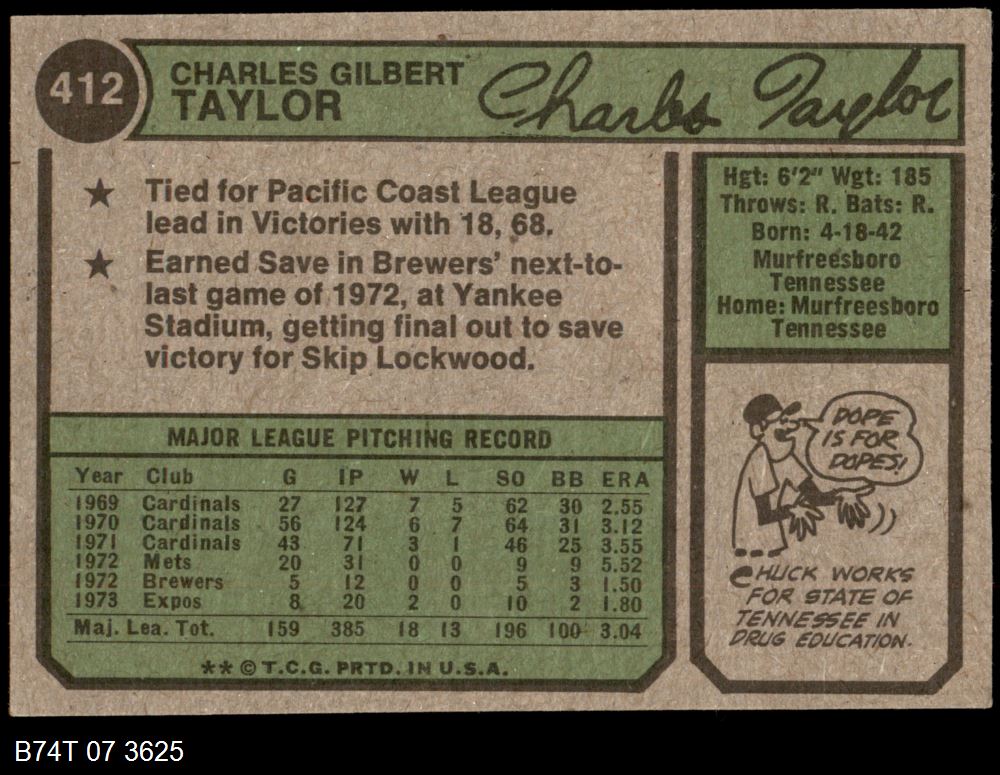 412
CHARLES GILBERT
TAYLOR
Charles Taylor
★ Tied for Pacific Coast League
lead in Victories with 18, 68.
★ Earned Save in Brewers' next-to-
last game of 1972, at Yankee
Stadium, getting final out to save
victory for Skip Lockwood.
Hgt: 6'2" Wgt: 185
Throws: R. Bats: R.
Born: 4-18-42
Murfreesboro
Tennessee
Home: Murfreesboro
Tennessee
MAJOR LEAGUE PITCHING RECORD
Year Club G IP W L SO BB ERA
1969 Cardinals 27 127 7 5 62 30 2.55
1970 Cardinals 56 124 6 7 64 31 3.12
1971 Cardinals 43 71 3 1 46 25 3.55
1972 Mets 20 31 0 0 9 9 5.52
1972 Brewers 5 12 0 0 5 3 1.50
1973 Expos 8 20 2 0 10 2 1.80
Maj. Lea. Tot. 159 385 18 13 196 100 3.04
** © T.C.G. PRTD. IN U.S.A.
DOPE
IS FOR
DOPES!
CHUCK WORKS
FOR STATE OF
TENNESSEE IN
DRUG EDUCATION.
B74T 07 3625